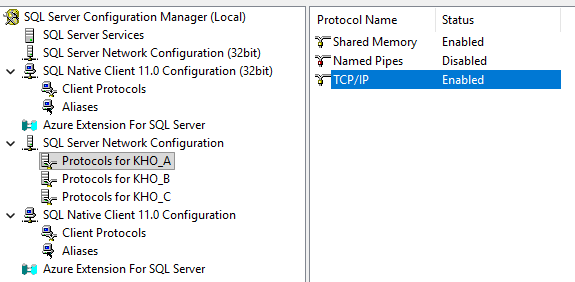 SQL Server Configuration Manager (Local)
SQL Server Services
SQL Server Network Configuration (32bit)
SQL Native Client 11.0 Configuration (32bit)
Client Protocols
Aliases
Azure Extension For SQL Server
SQL Server Network Configuration
Protocols for KHO_A
Protocols for KHO_B
Protocols for KHO_C
SQL Native Client 11.0 Configuration
Client Protocols
Aliases
Azure Extension For SQL Server
Protocol Name Status
Shared Memory Enabled
Named Pipes Disabled
TCP/IP Enabled